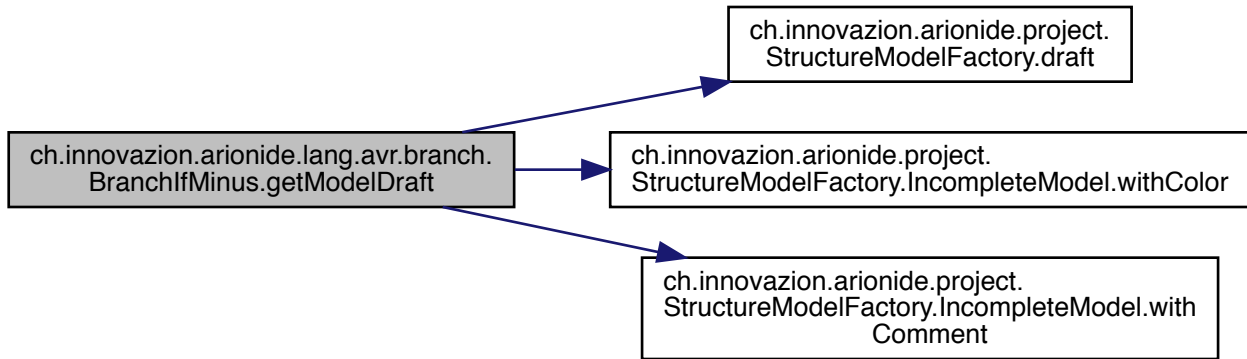 ch.innovazion.arionide.project.
StructureModelFactory.draft
ch.innovazion.arionide.lang.avr.branch.
BranchIfMinus.getModelDraft
ch.innovazion.arionide.project.
StructureModelFactory.IncompleteModel.withColor
ch.innovazion.arionide.project.
StructureModelFactory.IncompleteModel.with
Comment